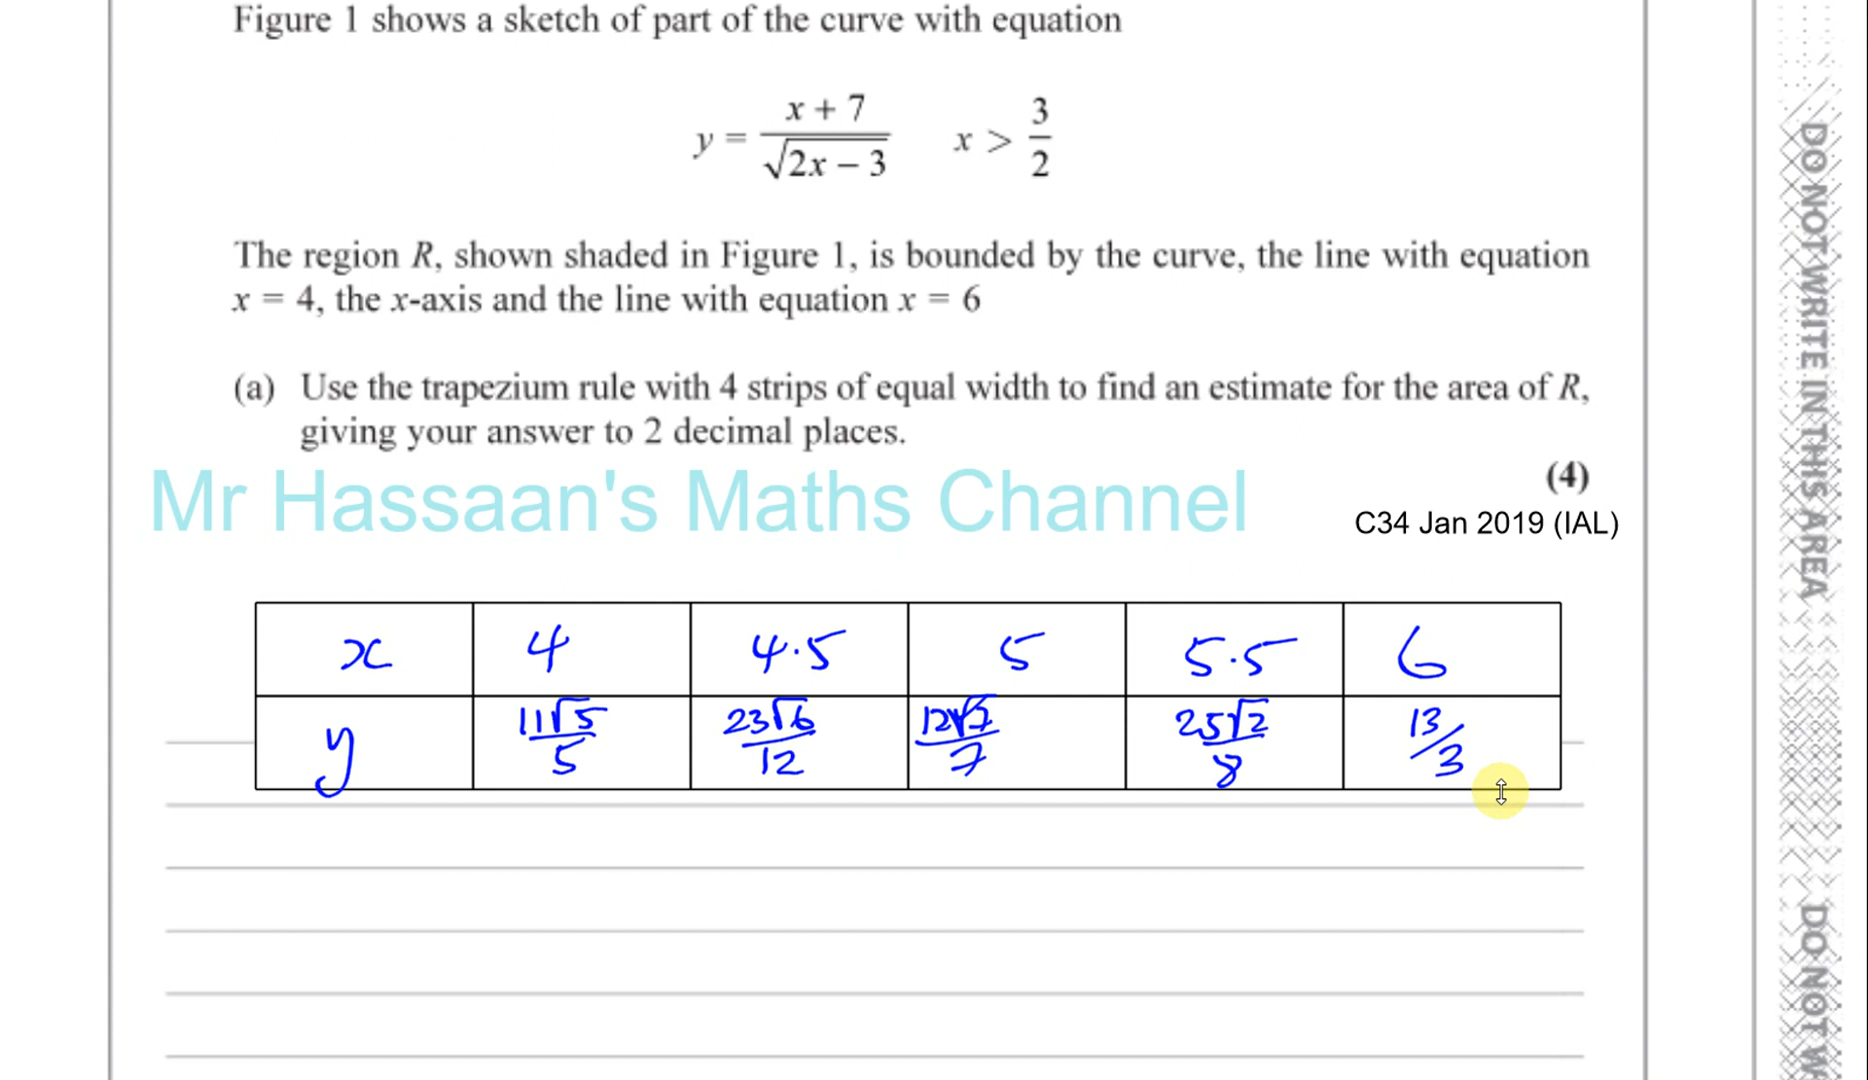 Figure 1 shows a sketch of part of the curve with equation
y = \frac{x + 7}{\sqrt{2x – 3}}   x > \frac{3}{2}
The region R, shown shaded in Figure 1, is bounded by the curve, the line with equation
x = 4, the x-axis and the line with equation x = 6
(a) Use the trapezium rule with 4 strips of equal width to find an estimate for the area of R,
giving your answer to 2 decimal places.
(4)
Mr Hassaan's Maths Channel
C34 Jan 2019 (IAL)
x 4 4.5 5 5.5 6
y 11√5/5 23√6/12 12√7/7 25√2/8 13/3
DO NOT WRITE IN THIS AREA
DO NOT W